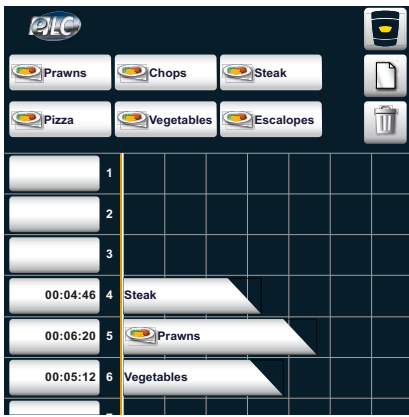 eLC
Prawns Chops Steak
Pizza Vegetables Escalopes
1
2
3
00:04:46 4 Steak
00:06:20 5 Prawns
00:05:12 6 Vegetables